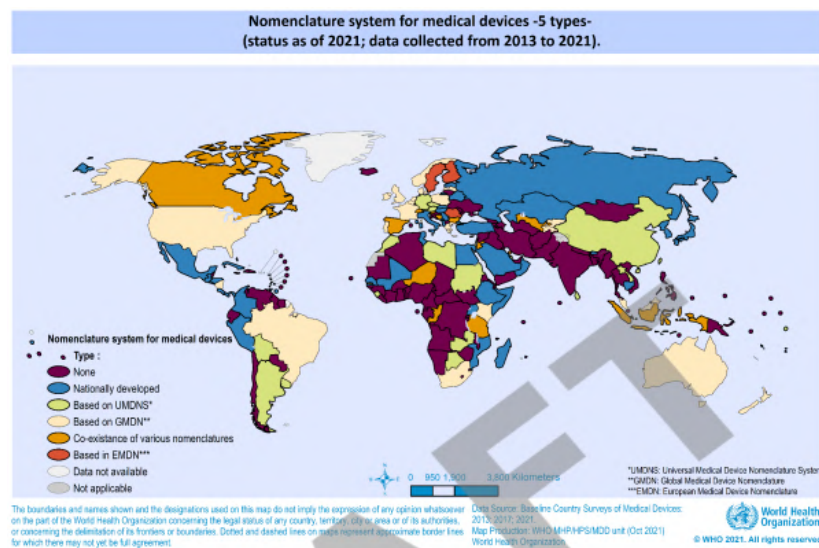 Nomenclature system for medical devices -5 types-
(status as of 2021; data collected from 2013 to 2021).
Nomenclature system for medical devices
Type :
None
Nationally developed
Based on UMDNS*
Based on GMDN**
Co-existance of various nomenclatures
Based in EMDN***
Data not available
Not applicable
0 950 1,900 3,800 Kilometers
*UMDNS: Universal Medical Device Nomenclature System
**GMDN: Global Medical Device Nomenclature
***EMDN: European Medical Device Nomenclature
The boundaries and names shown and the designations used on this map do not imply the expression of any opinion whatsoever
on the part of the World Health Organization concerning the legal status of any country, territory, city or area or of its authorities,
or concerning the delimitation of its frontiers or boundaries. Dotted and dashed lines on maps represent approximate border lines
for which there may not yet be full agreement.
Data Source: Baseline Country Surveys of Medical Devices:
2013; 2017; 2021.
Map Production: WHO MHP/HPS/MDD unit (Oct 2021)
World Health Organization
World Health
Organization
© WHO 2021. All rights reserved